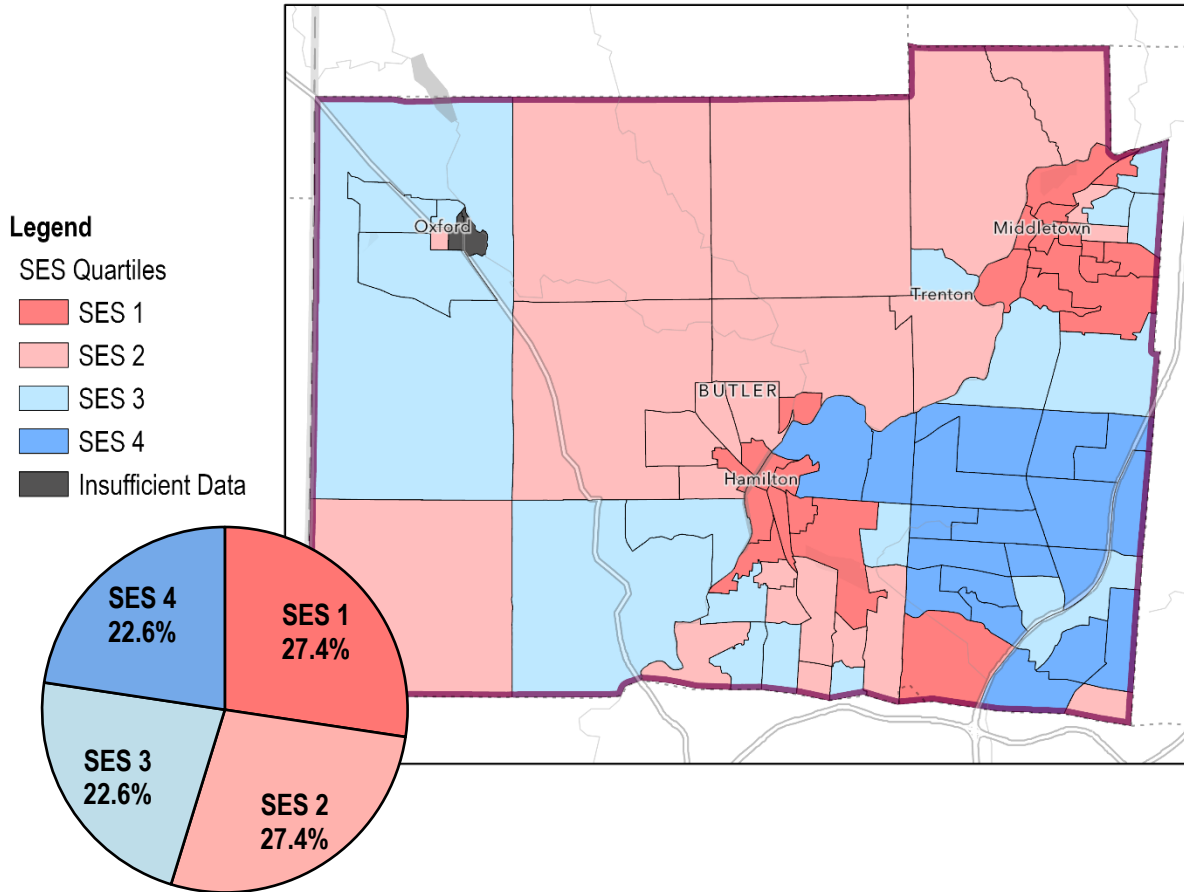 Legend
SES Quartiles
SES 1
SES 2
SES 3
SES 4
Insufficient Data
Oxford
Middletown
Trenton
BUTLER
Hamilton
SES 4
22.6%
SES 1
27.4%
SES 3
22.6%
SES 2
27.4%